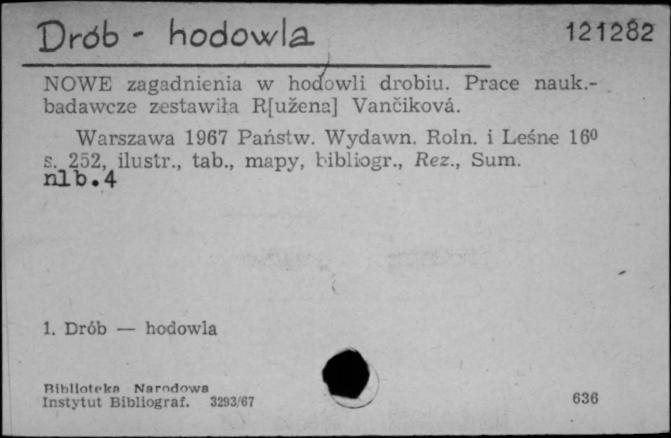 Drób - hodowla 121282
NOWE zagadnienia w hodowli drobiu. Prace nauk.-
badawcze zestawiła R[užena] Vančiková.
Warszawa 1967 Państw. Wydawn. Roln. i Leśne 16⁰
s. 252, ilustr., tab., mapy, bibliogr., Rez., Sum.
nlb.4
1. Drób — hodowla
Biblioteka Narodowa
Instytut Bibliograf. 3293/67 636